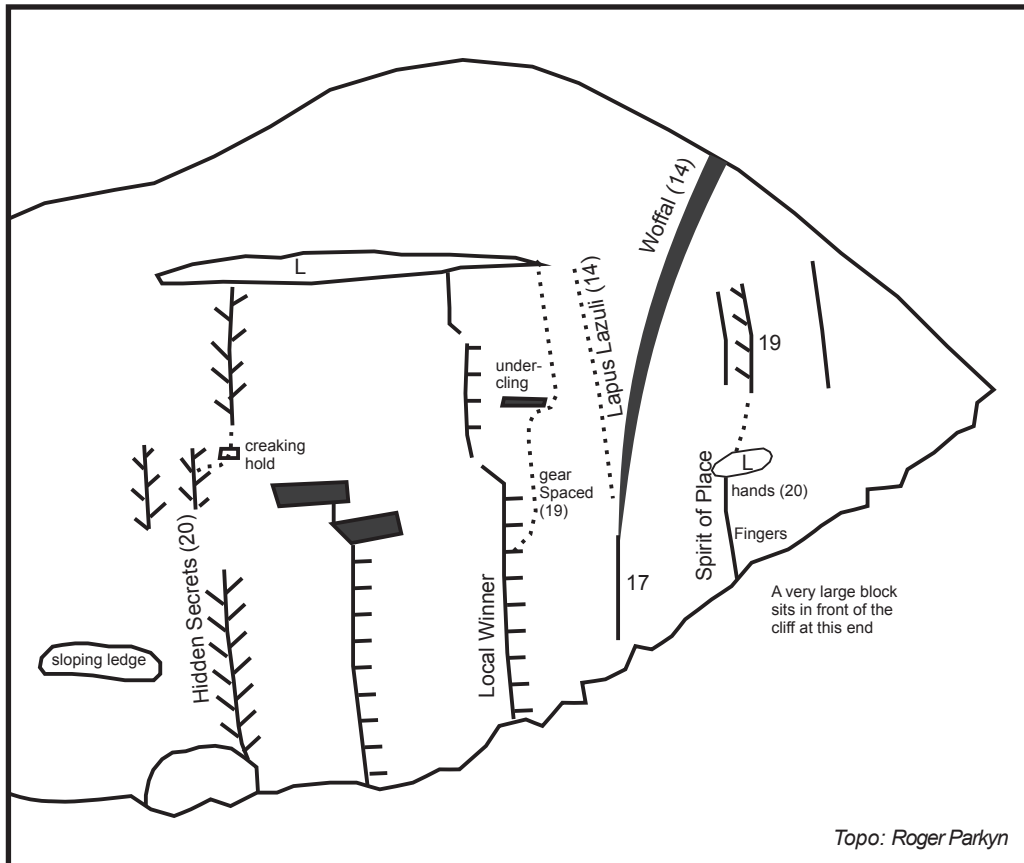 Woffal (14)
L
Lapus Lazuli (14)
19
under-
cling
creaking
hold
L
Spirit of Place
hands (20)
gear
Spaced
(19)
Fingers
Hidden Secrets (20)
17
Local Winner
A very large block
sits in front of the
cliff at this end
sloping ledge
Topo: Roger Parkyn